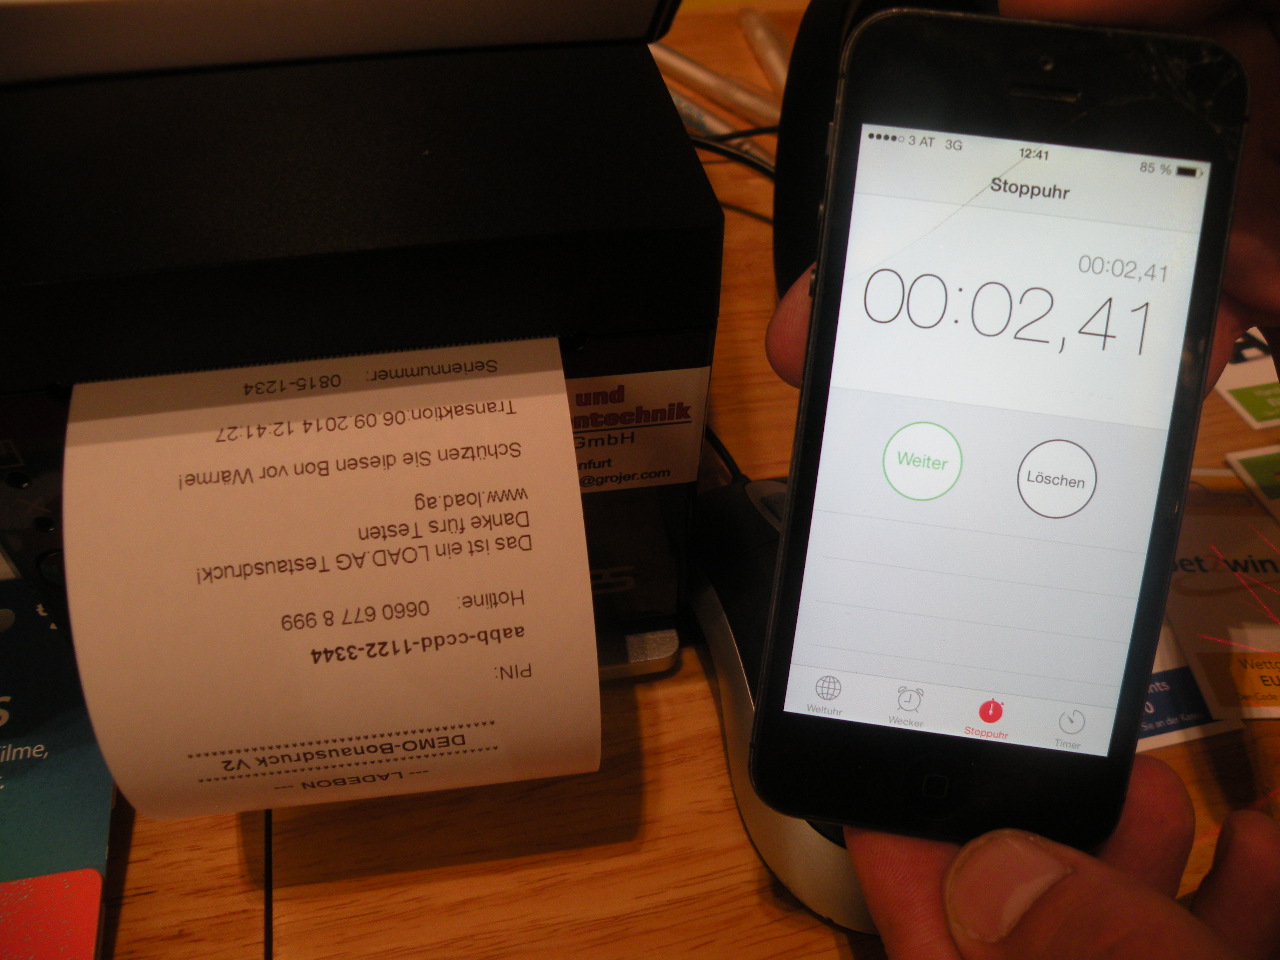 --- LADEBON ---
********************************
DEMO-Bonausdruck V2
********************************
PIN:
aabb-ccdd-1122-3344
Hotline: 0660 677 8 999
Das ist ein LOAD.AG Testausdruck!
Danke fürs Testen
www.load.ag
Schützen Sie diesen Bon vor Wärme!
Transaktion:06.09.2014 12:41:27
Seriennummer: 0815-1234
und
ntechnik
GmbH
nfurt
@grojer.com
3 AT 3G 12:41 85 %
Stoppuhr
00:02,41
00:02,41
Weiter Löschen
Weltuhr Wecker Stoppuhr Timer
ilme,
win
EU